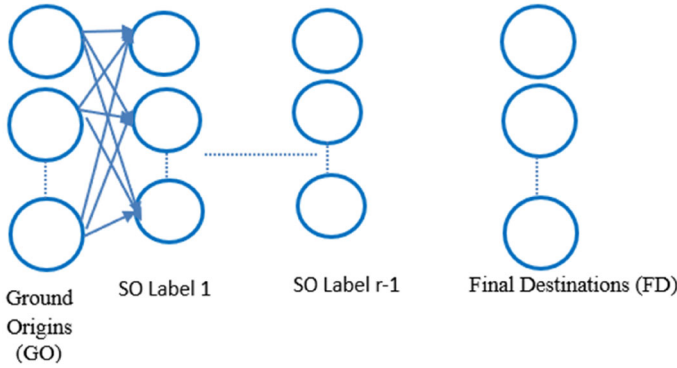 Ground
Origins
(GO)
SO Label 1
SO Label r-1
Final Destinations (FD)